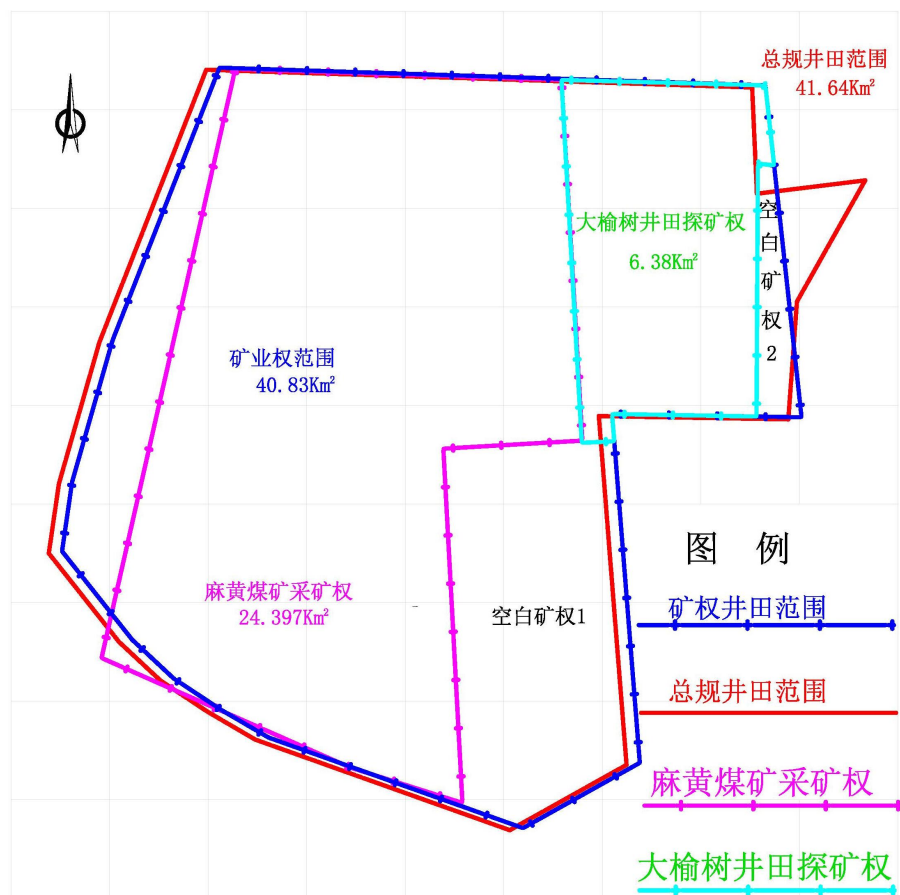 总规井田范围
41.64Km²
大榆树井田探矿权
6.38Km²
空白矿权2
矿业权范围
40.83Km²
麻黄煤矿采矿权
24.397Km²
空白矿权1
图 例
矿权井田范围
总规井田范围
麻黄煤矿采矿权
大榆树井田探矿权